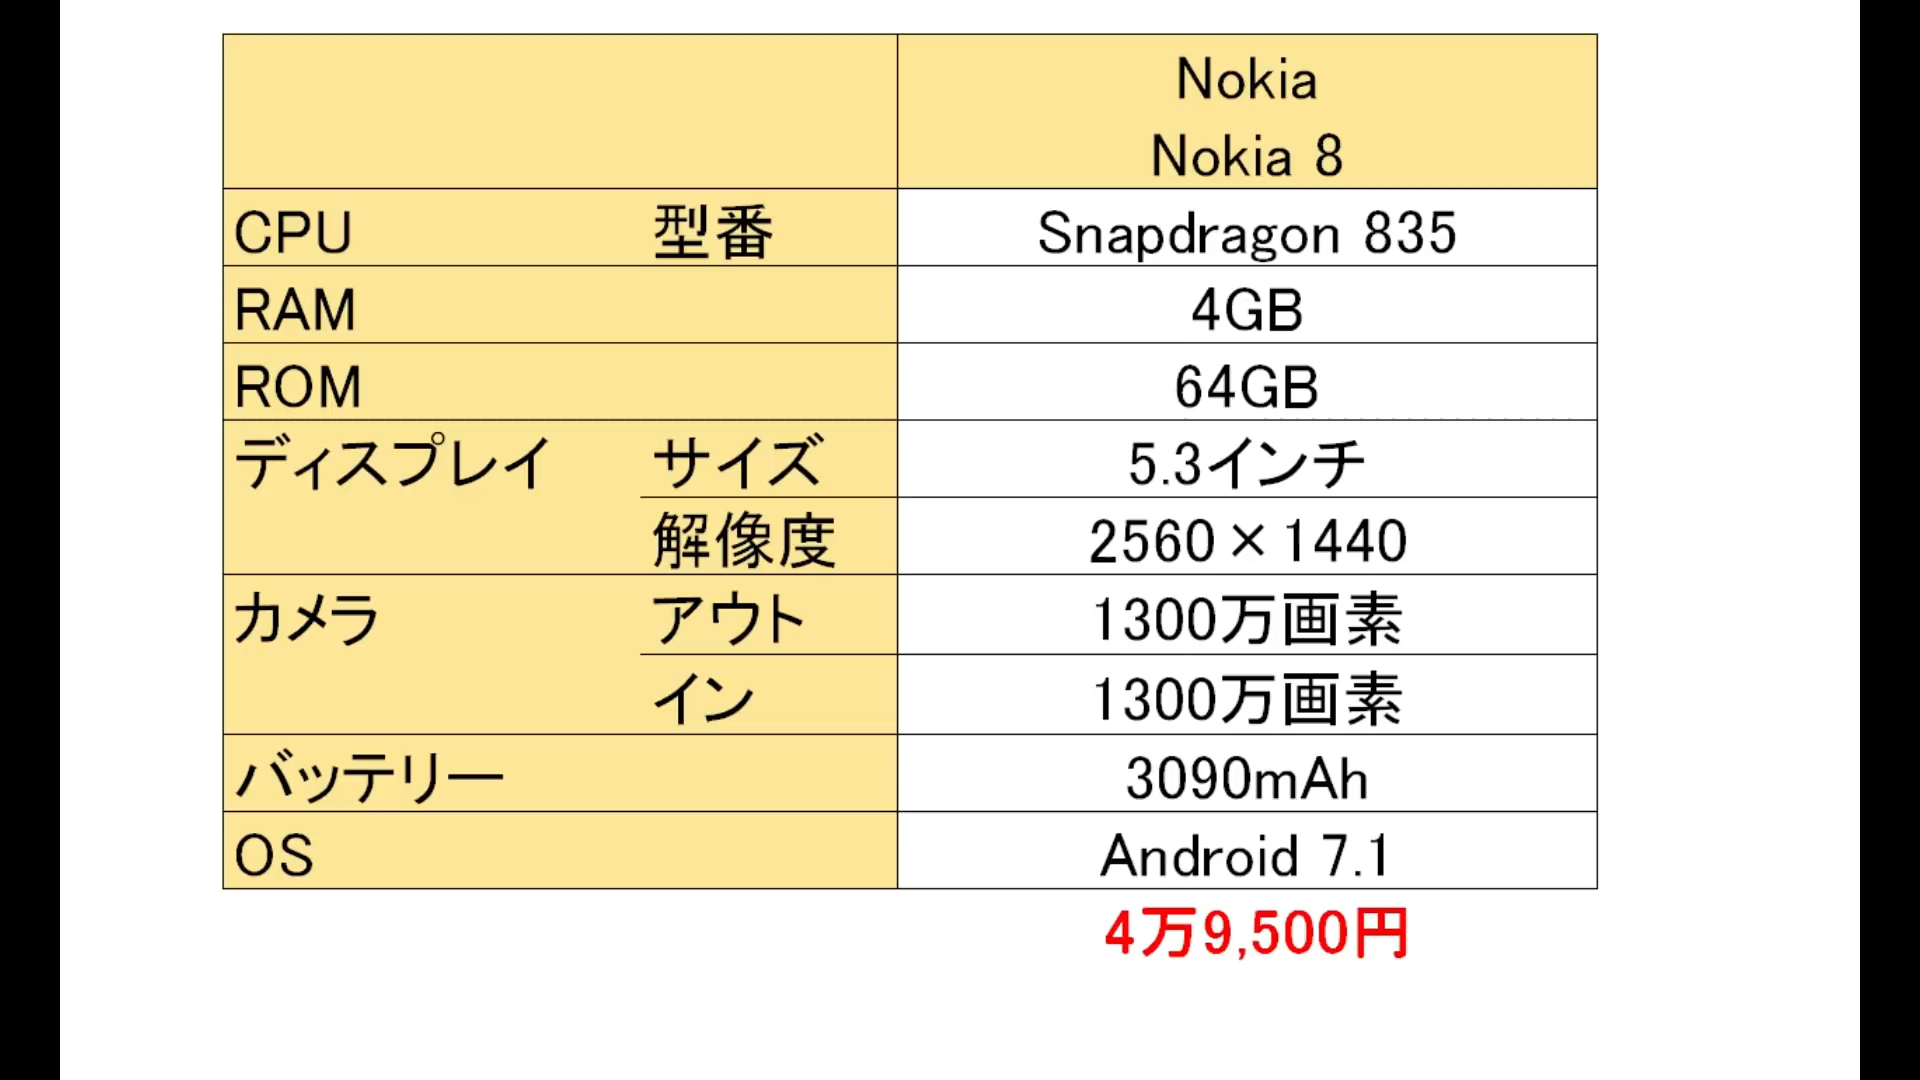 Nokia
Nokia 8
CPU 型番 Snapdragon 835
RAM 4GB
ROM 64GB
ディスプレイ サイズ 5.3インチ
解像度 2560×1440
カメラ アウト 1300万画素
イン 1300万画素
バッテリー 3090mAh
OS Android 7.1
4万9,500円